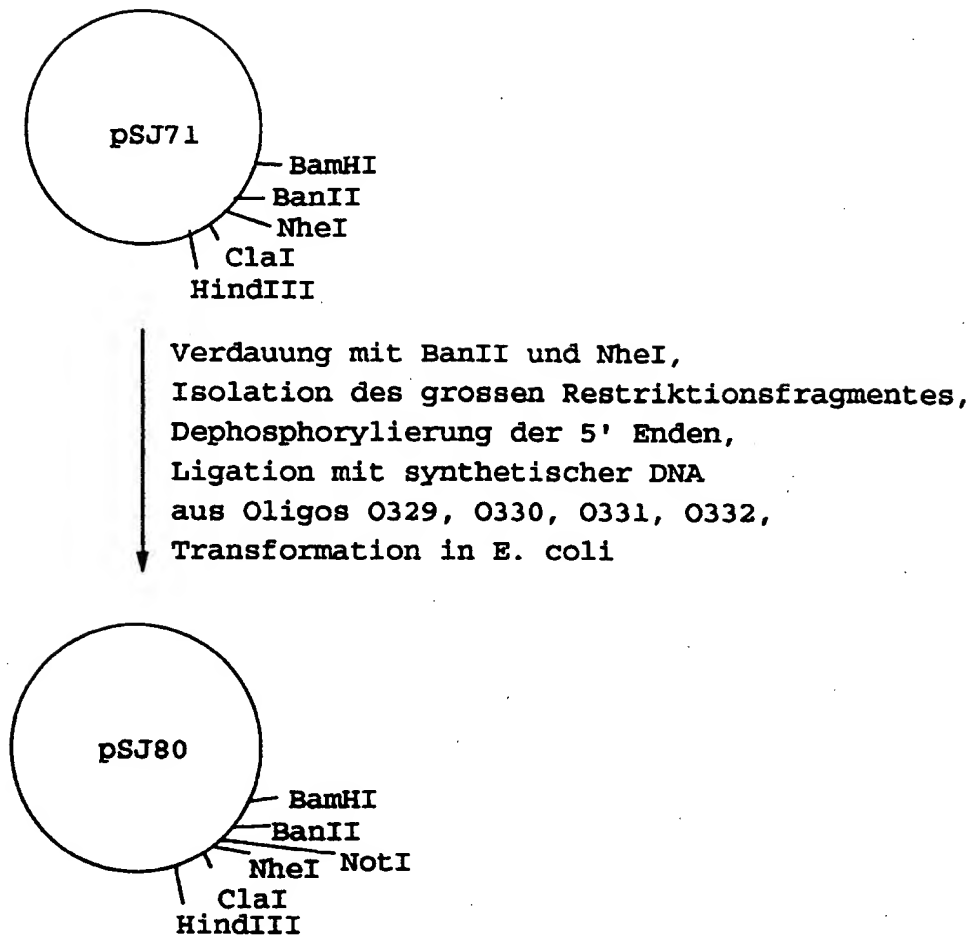 pSJ71
BamHI
BanII
NheI
ClaI
HindIII
Verdauung mit BanII und NheI,
Isolation des grossen Restriktionsfragmentes,
Dephosphorylierung der 5' Enden,
Ligation mit synthetischer DNA
aus Oligos O329, O330, O331, O332,
Transformation in E. coli
pSJ80
BamHI
BanII
NheI NotI
ClaI
HindIII